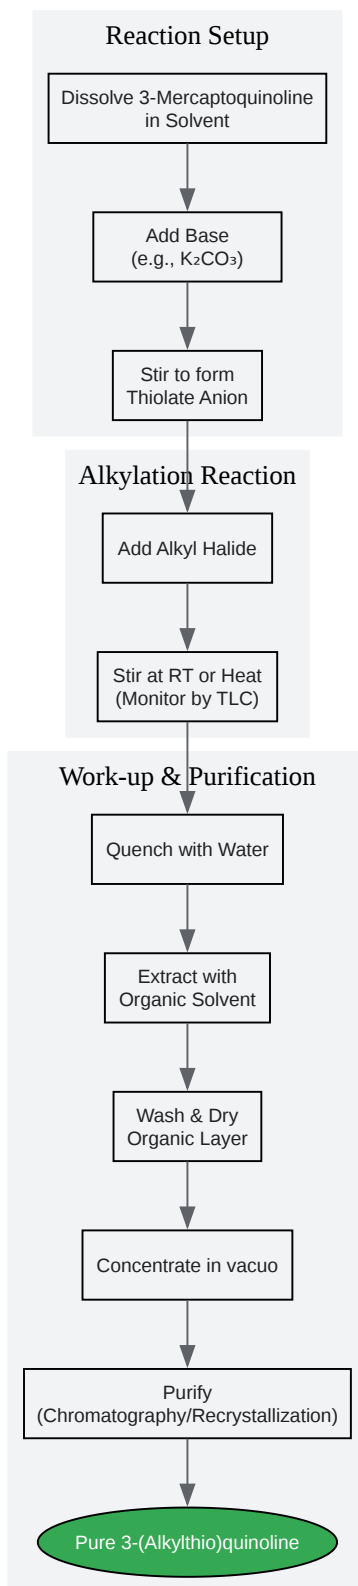 Reaction Setup
Dissolve 3-Mercaptoquinoline
in Solvent
Add Base
(e.g., K₂CO₃)
Stir to form
Thiolate Anion
Alkylation Reaction
Add Alkyl Halide
Stir at RT or Heat
(Monitor by TLC)
Work-up & Purification
Quench with Water
Extract with
Organic Solvent
Wash & Dry
Organic Layer
Concentrate in vacuo
Purify
(Chromatography/Recrystallization)
Pure 3-(Alkylthio)quinoline